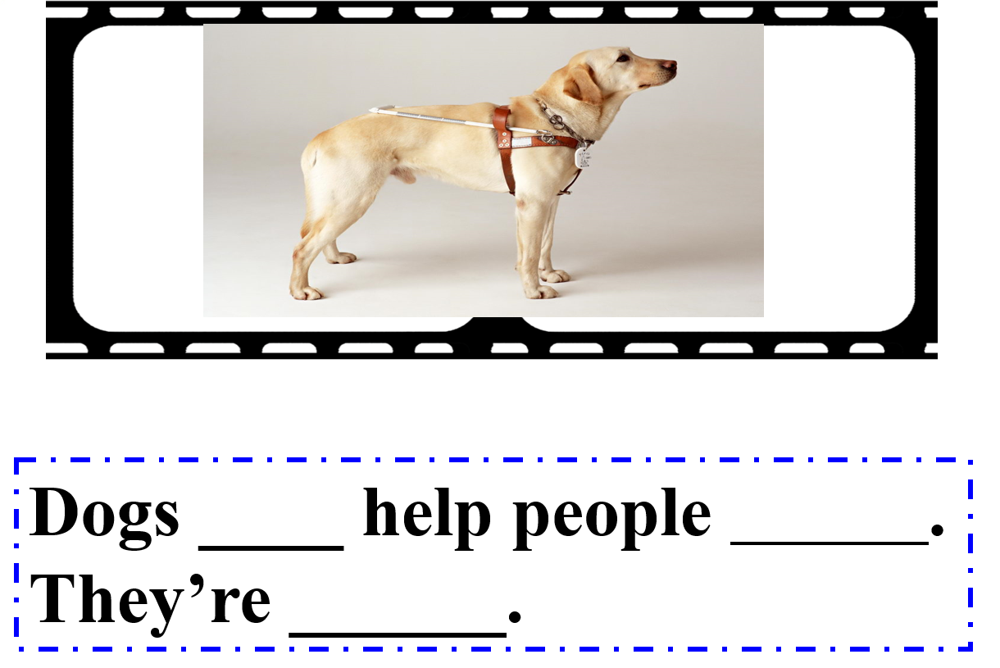 Dogs ____ help people ______.
They’re ______.